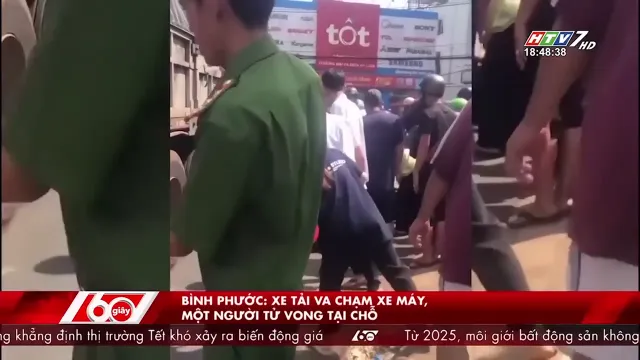 HTV7 HD
18:48:38
tốt
SONY
SAMSUNG
60 giây
BÌNH PHƯỚC: XE TẢI VA CHẠM XE MÁY,
MỘT NGƯỜI TỬ VONG TẠI CHỖ
ng khẳng định thị trường Tết khó xảy ra biến động giá Từ 2025, môi giới bất động sản không